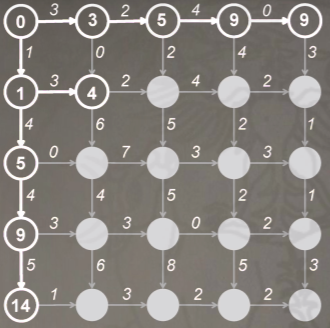 3 2 4 0
0 3 5 9 9
1 0 2 4 3
3 2 4 2
1 4
4 6 5 2 1
0 7 3 3
5
4 4 5 2 1
3 3 0 2
9
5 6 8 5 3
1 3 2 2
14